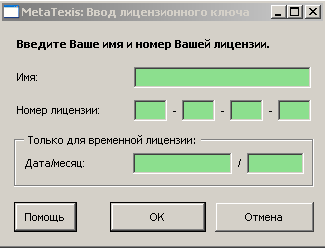 MetaTexis: Ввод лицензионного ключа
Введите Ваше имя и номер Вашей лицензии.
Имя:
Номер лицензии: - - -
Только для временной лицензии:
Дата/месяц: /
Помощь OK Отмена